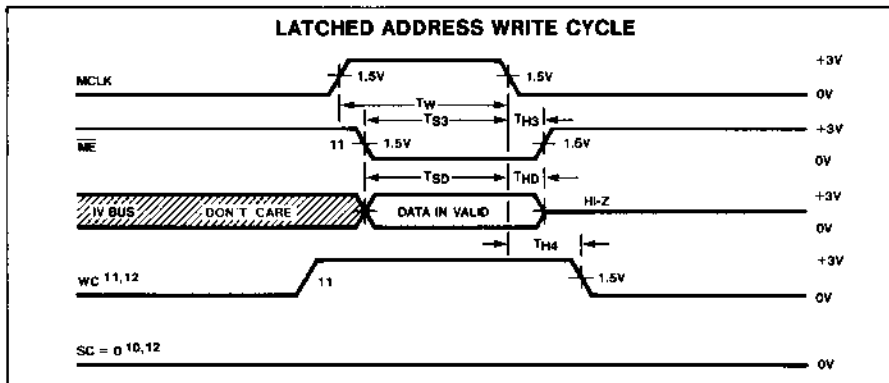 LATCHED ADDRESS WRITE CYCLE
+3V
MCLK 1.5V 1.5V
0V
TW
TS3 TH3
+3V
ME 11 1.5V 1.5V
0V
TSD THD
+3V
IV BUS DON'T CARE DATA IN VALID HI-Z
0V
TH4
+3V
WC 11,12 11 1.5V
0V
SC = 0 10,12
0V